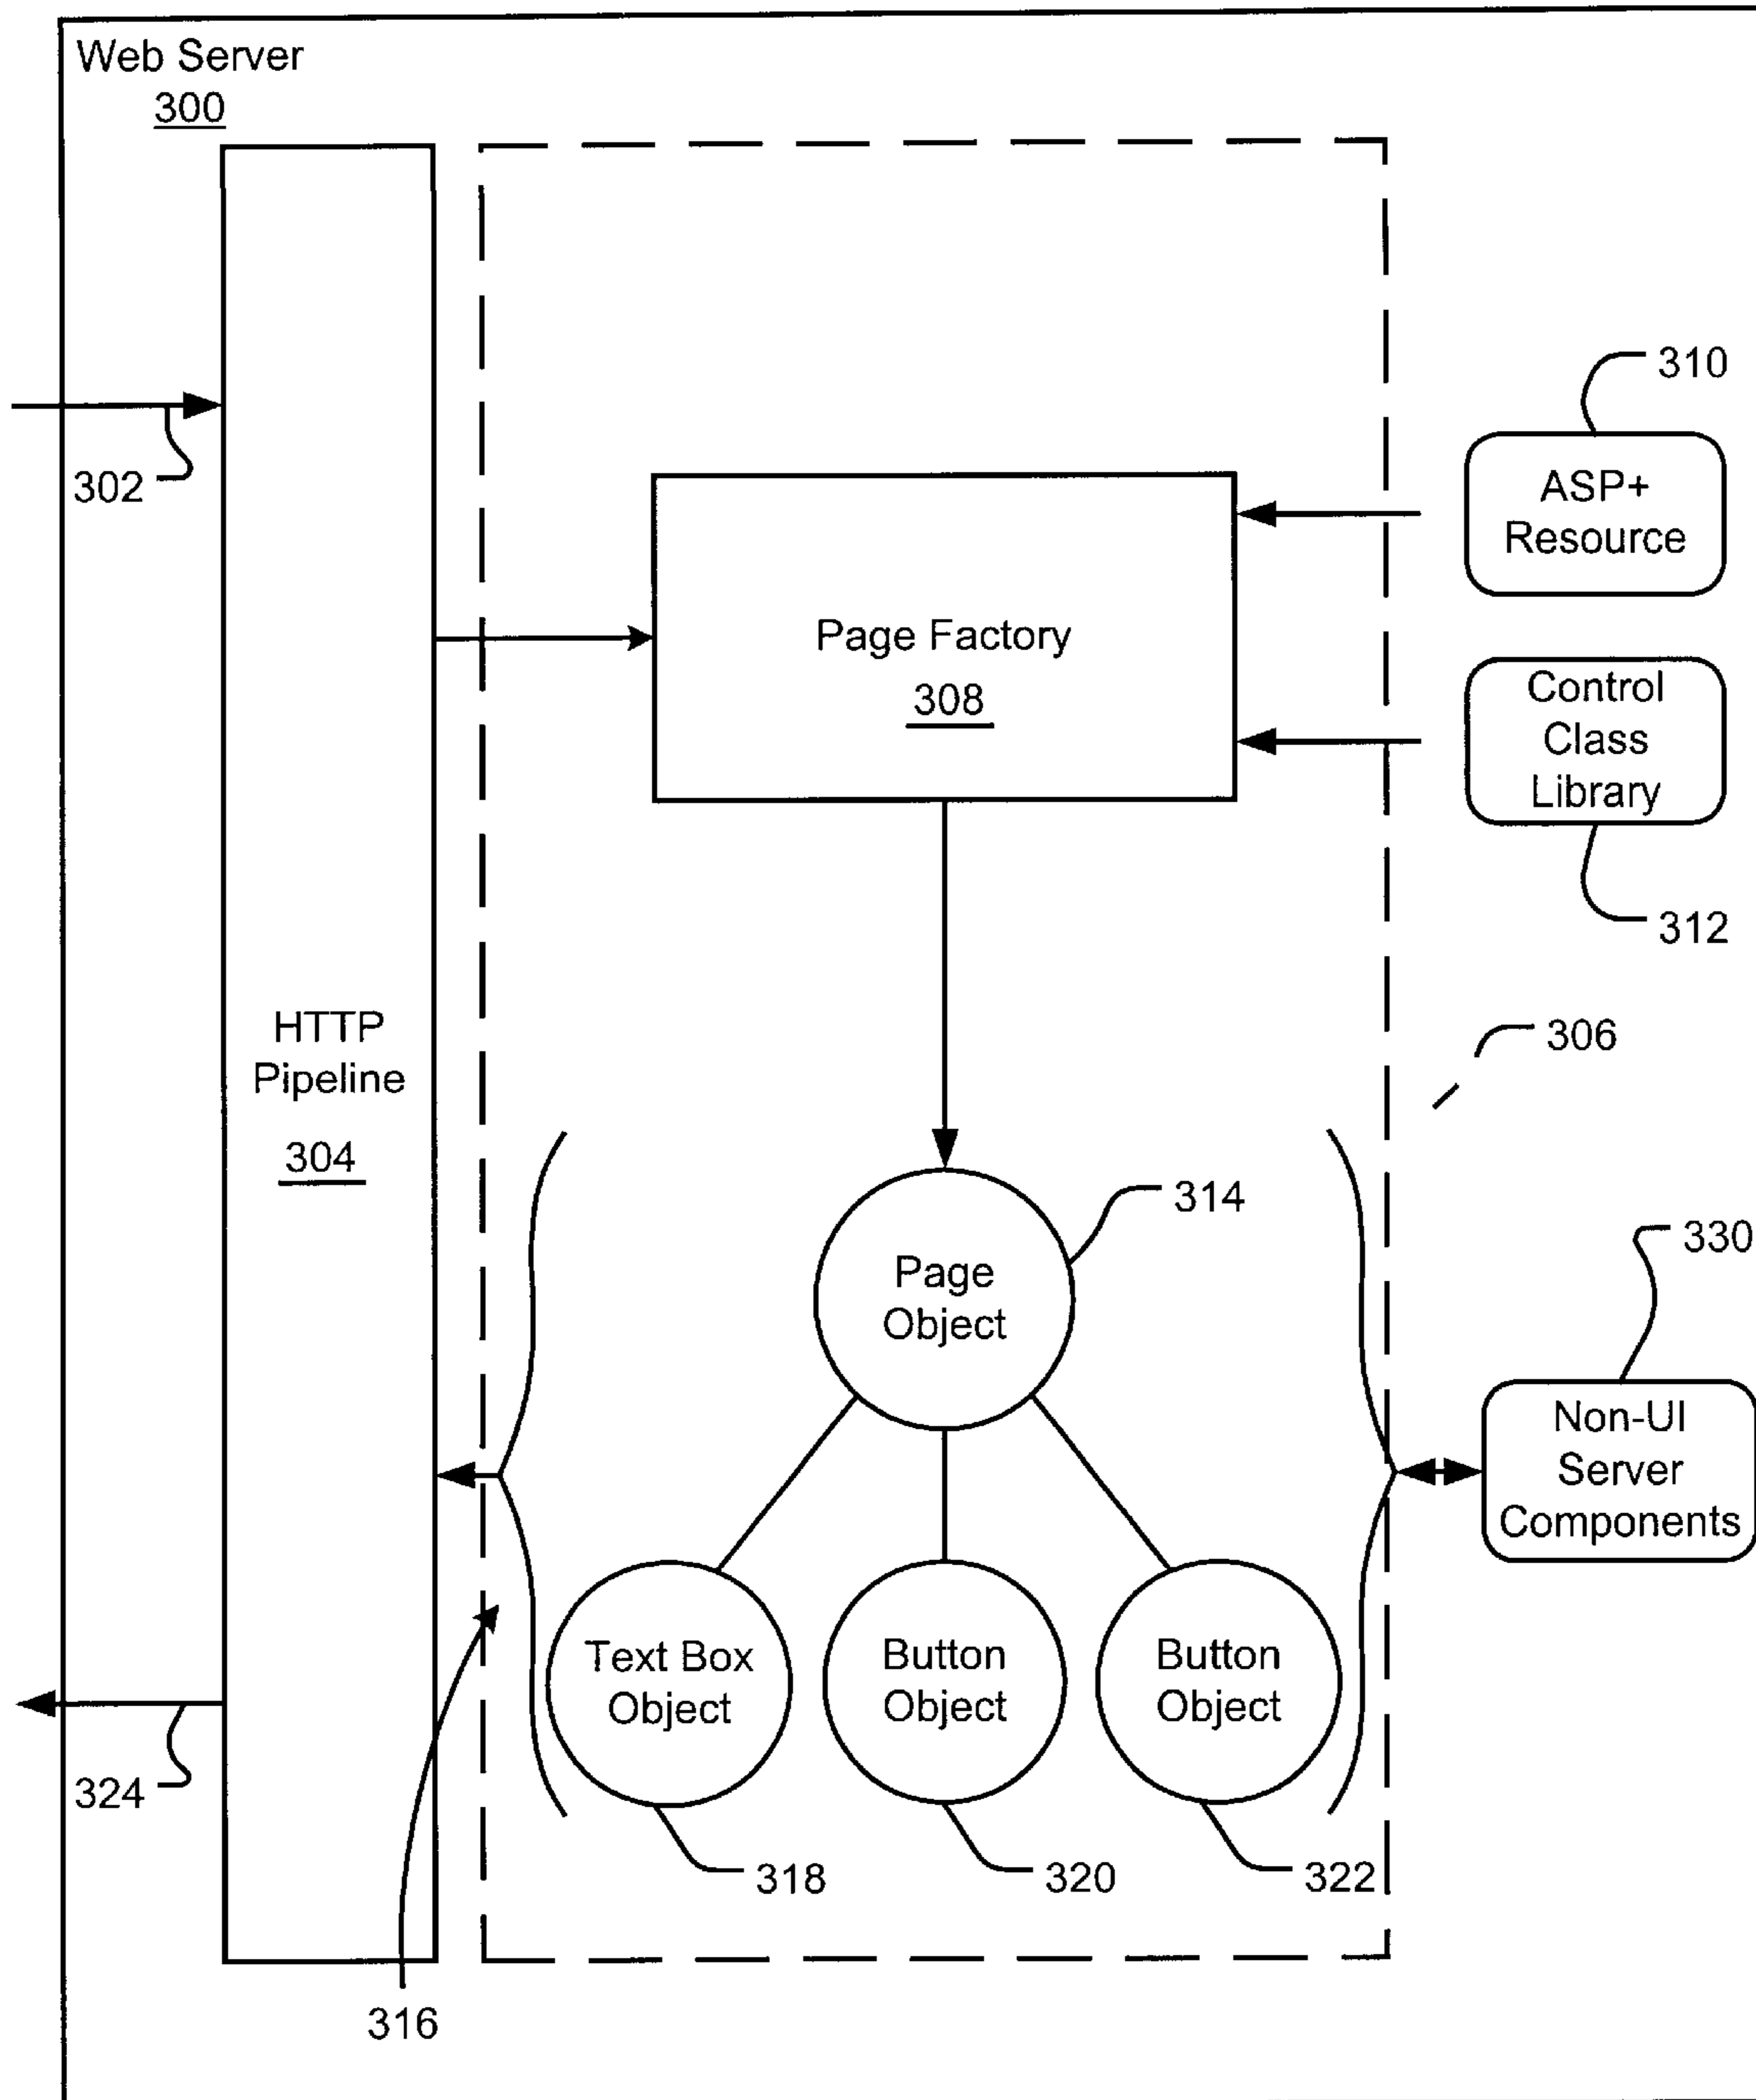 Web Server
300
310
ASP+
Resource
302
Page Factory
308
Control
Class
Library
312
HTTP
Pipeline
304
306
314
330
Page
Object
Non-UI
Server
Components
Text Box
Object
Button
Object
Button
Object
324
318
320
322
316